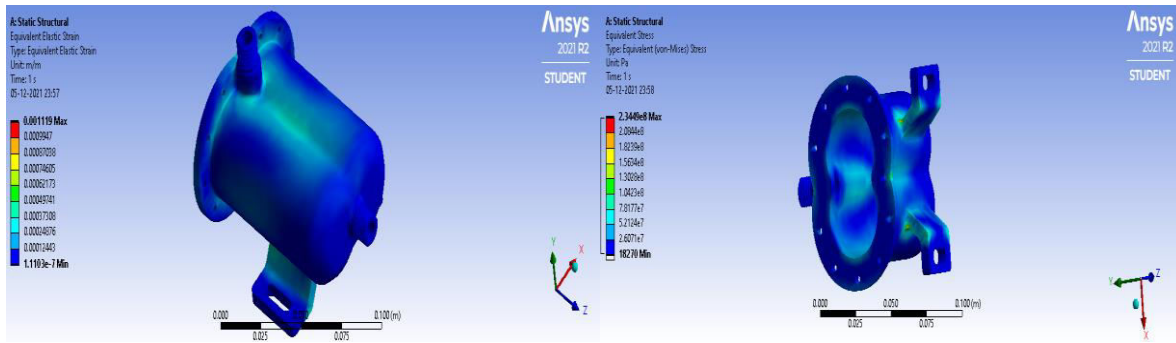 A: Static Structural
Equivalent Elastic Strain
Type: Equivalent Elastic Strain
Unit: m/m
Time: 1 s
05-12-2021 23:57
0.001119 Max
0.0009947
0.00087038
0.00074605
0.00062173
0.00049741
0.00037308
0.00024876
0.00012443
1.1103e-7 Min
Ansys
2021 R2
STUDENT
Y
X
Z
0.000
0.100 (m)
0.025
0.075
A: Static Structural
Equivalent Stress
Type: Equivalent (von-Mises) Stress
Unit: Pa
Time: 1 s
05-12-2021 23:58
2.3449e8 Max
2.0844e8
1.8239e8
1.5634e8
1.3028e8
1.0423e8
7.8177e7
5.2124e7
2.6071e7
18270 Min
Ansys
2021 R2
STUDENT
Y
Z
X
0.000
0.050
0.100 (m)
0.025
0.075